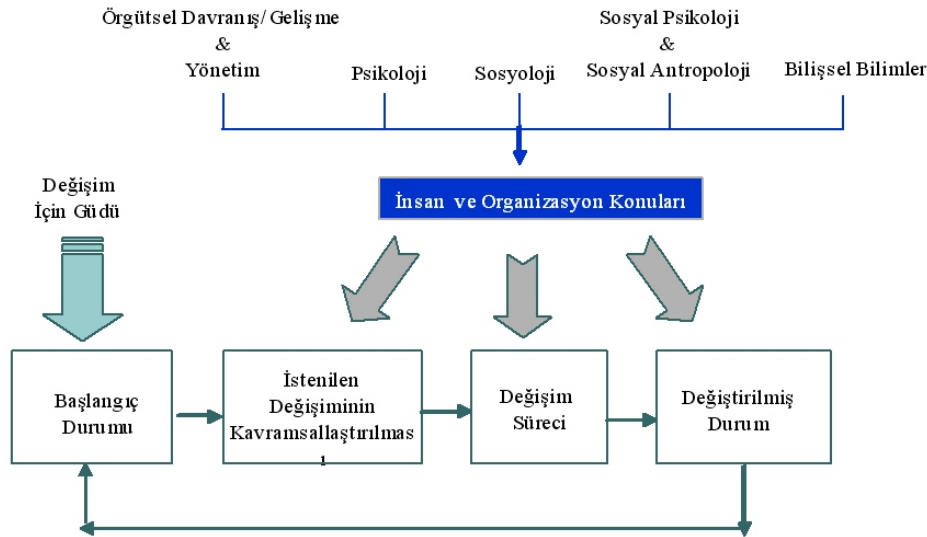 Örgütsel Davranış/Gelişme
&
Yönetim
Psikoloji
Sosyoloji
Sosyal Psikoloji
&
Sosyal Antropoloji
Bilişsel Bilimler
Değişim
İçin Güdü
İnsan ve Organizasyon Konuları
Başlangıç
Durumu
İstenilen
Değişiminin
Kavramsallaştırılmas
ı
Değişim
Süreci
Değiştirilmiş
Durum